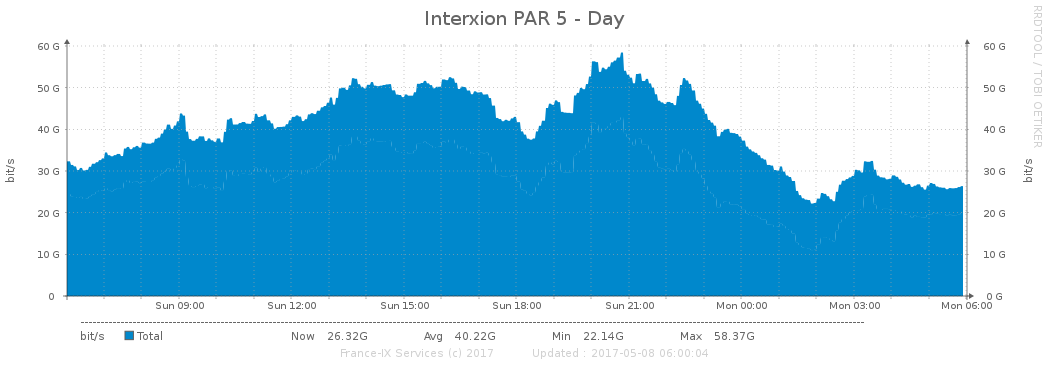 Interxion PAR 5 - Day
RRDTOOL / TOBI OETIKER
60 G 60 G
50 G 50 G
40 G 40 G
30 G 30 G
20 G 20 G
10 G 10 G
0 0 G
bit/s bit/s
Sun 09:00 Sun 12:00 Sun 15:00 Sun 18:00 Sun 21:00 Mon 00:00 Mon 03:00 Mon 06:00
bit/s Total Now 26.32G Avg 40.22G Min 22.14G Max 58.37G
France-IX Services (c) 2017 Updated : 2017-05-08 06:00:04